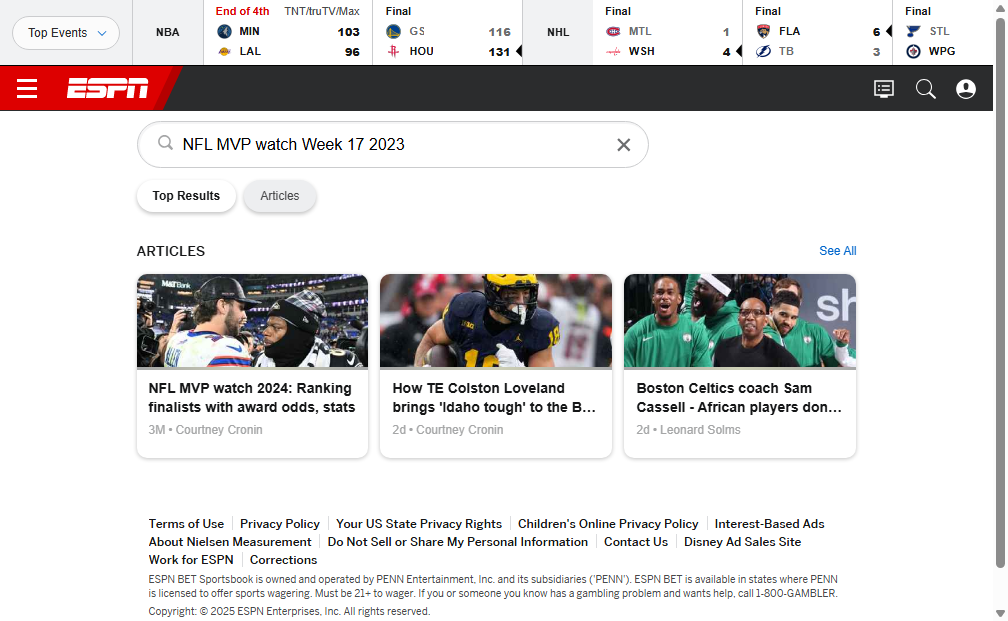 Top Events
NBA
End of 4th TNT/truTV/Max
MIN 103
LAL 96
Final
GS 116
HOU 131
NHL
Final
MTL 1
WSH 4
Final
FLA 6
TB 3
Final
STL
WPG
ESPN
NFL MVP watch Week 17 2023
Top Results
Articles
ARTICLES
See All
M&T Bank
sh
NFL MVP watch 2024: Ranking
finalists with award odds, stats
3M • Courtney Cronin
How TE Colston Loveland
brings 'Idaho tough' to the B...
2d • Courtney Cronin
Boston Celtics coach Sam
Cassell - African players don...
2d • Leonard Solms
Terms of Use
Privacy Policy
Your US State Privacy Rights
Children's Online Privacy Policy
Interest-Based Ads
About Nielsen Measurement
Do Not Sell or Share My Personal Information
Contact Us
Disney Ad Sales Site
Work for ESPN
Corrections
ESPN BET Sportsbook is owned and operated by PENN Entertainment, Inc. and its subsidiaries ('PENN'). ESPN BET is available in states where PENN
is licensed to offer sports wagering. Must be 21+ to wager. If you or someone you know has a gambling problem and wants help, call 1-800-GAMBLER.
Copyright: © 2025 ESPN Enterprises, Inc. All rights reserved.